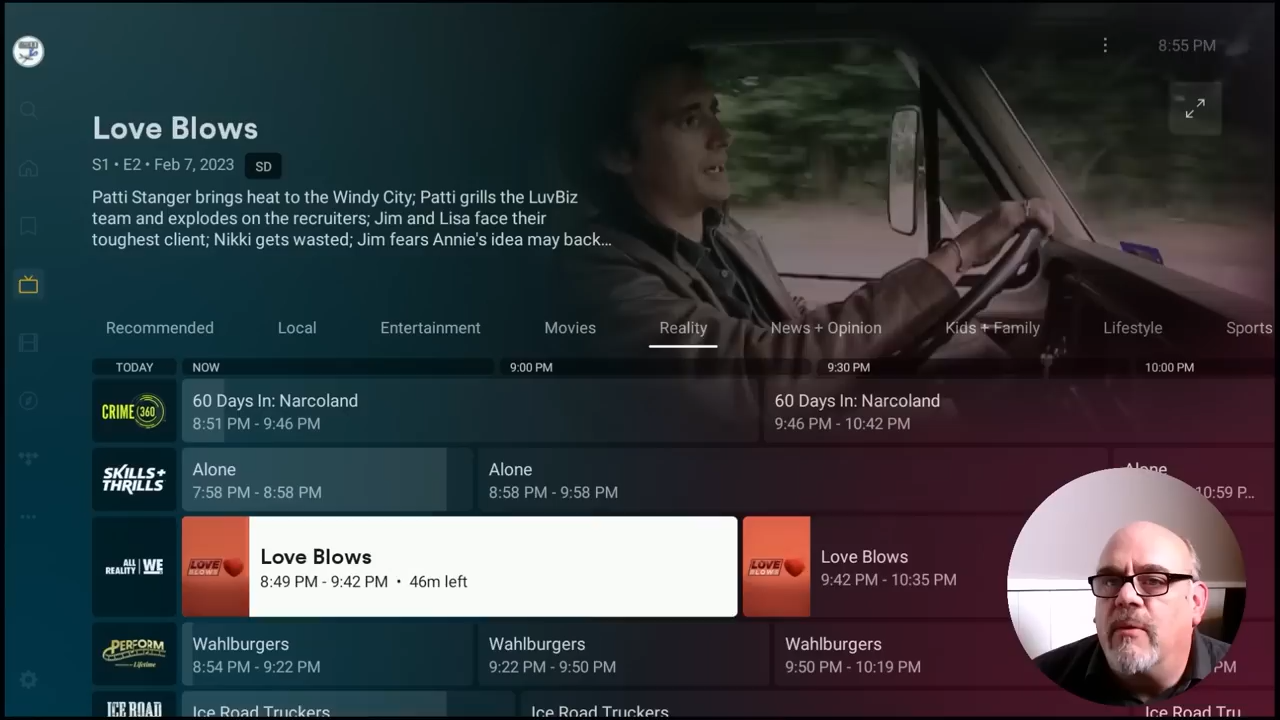 8:55 PM
Love Blows
S1 • E2 • Feb 7, 2023 SD
Patti Stanger brings heat to the Windy City; Patti grills the LuvBiz
team and explodes on the recruiters; Jim and Lisa face their
toughest client; Nikki gets wasted; Jim fears Annie's idea may back...
Recommended Local Entertainment Movies Reality News + Opinion Kids + Family Lifestyle Sports
TODAY NOW 9:00 PM 9:30 PM 10:00 PM
CRIME 360
60 Days In: Narcoland
8:51 PM - 9:46 PM
60 Days In: Narcoland
9:46 PM - 10:42 PM
SKILLS+
THRILLS
Alone
7:58 PM - 8:58 PM
Alone
8:58 PM - 9:58 PM
Alone
10:59 P...
ALL
REALITY WE
LOVE
BLOWS
Love Blows
8:49 PM - 9:42 PM • 46m left
LOVE
BLOWS
Love Blows
9:42 PM - 10:35 PM
PERFORM
Lifetime
Wahlburgers
8:54 PM - 9:22 PM
Wahlburgers
9:22 PM - 9:50 PM
Wahlburgers
9:50 PM - 10:19 PM
PM
ICE ROAD
Ice Road Truckers
Ice Road Truckers
Ice Road Tru...